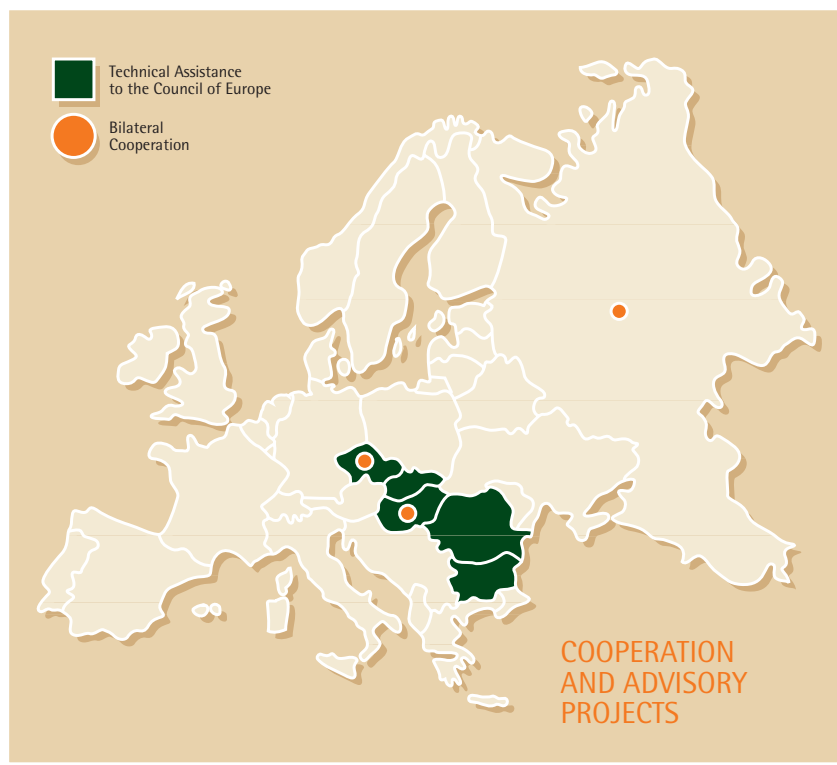 Technical Assistance
to the Council of Europe
Bilateral
Cooperation
COOPERATION
AND ADVISORY
PROJECTS